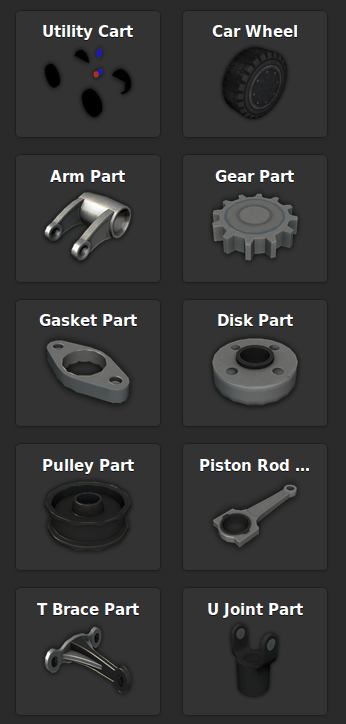 Utility Cart
Car Wheel
Arm Part
Gear Part
Gasket Part
Disk Part
Pulley Part
Piston Rod ...
T Brace Part
U Joint Part